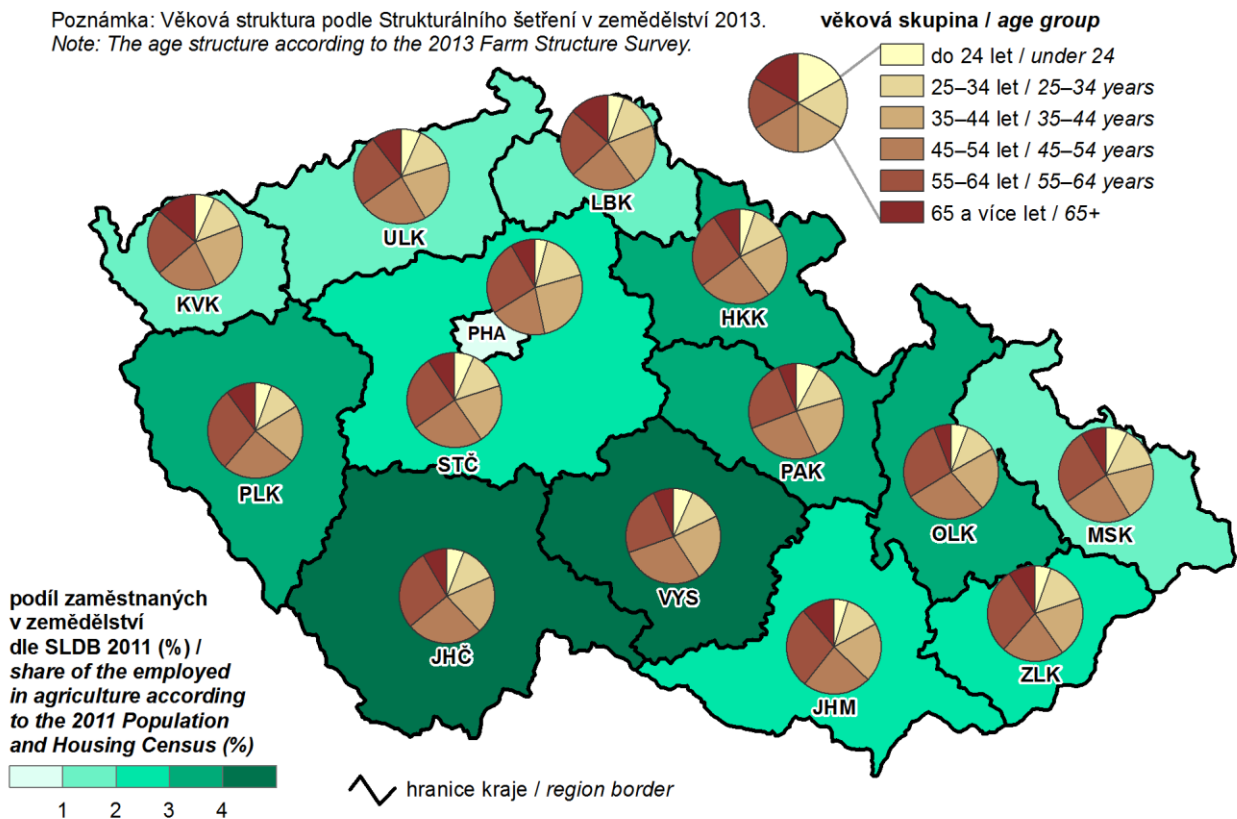 Poznámka: Věková struktura podle Strukturálního šetření v zemědělství 2013.
Note: The age structure according to the 2013 Farm Structure Survey.
věková skupina / age group
do 24 let / under 24
25–34 let / 25–34 years
35–44 let / 35–44 years
45–54 let / 45–54 years
55–64 let / 55–64 years
65 a více let / 65+
LBK
ULK
KVK
HKK
PHA
STČ
PAK
PLK
OLK
MSK
VYS
JHČ
ZLK
JHM
podíl zaměstnaných
v zemědělství
dle SLDB 2011 (%) /
share of the employed
in agriculture according
to the 2011 Population
and Housing Census (%)
1 2 3 4
hranice kraje / region border